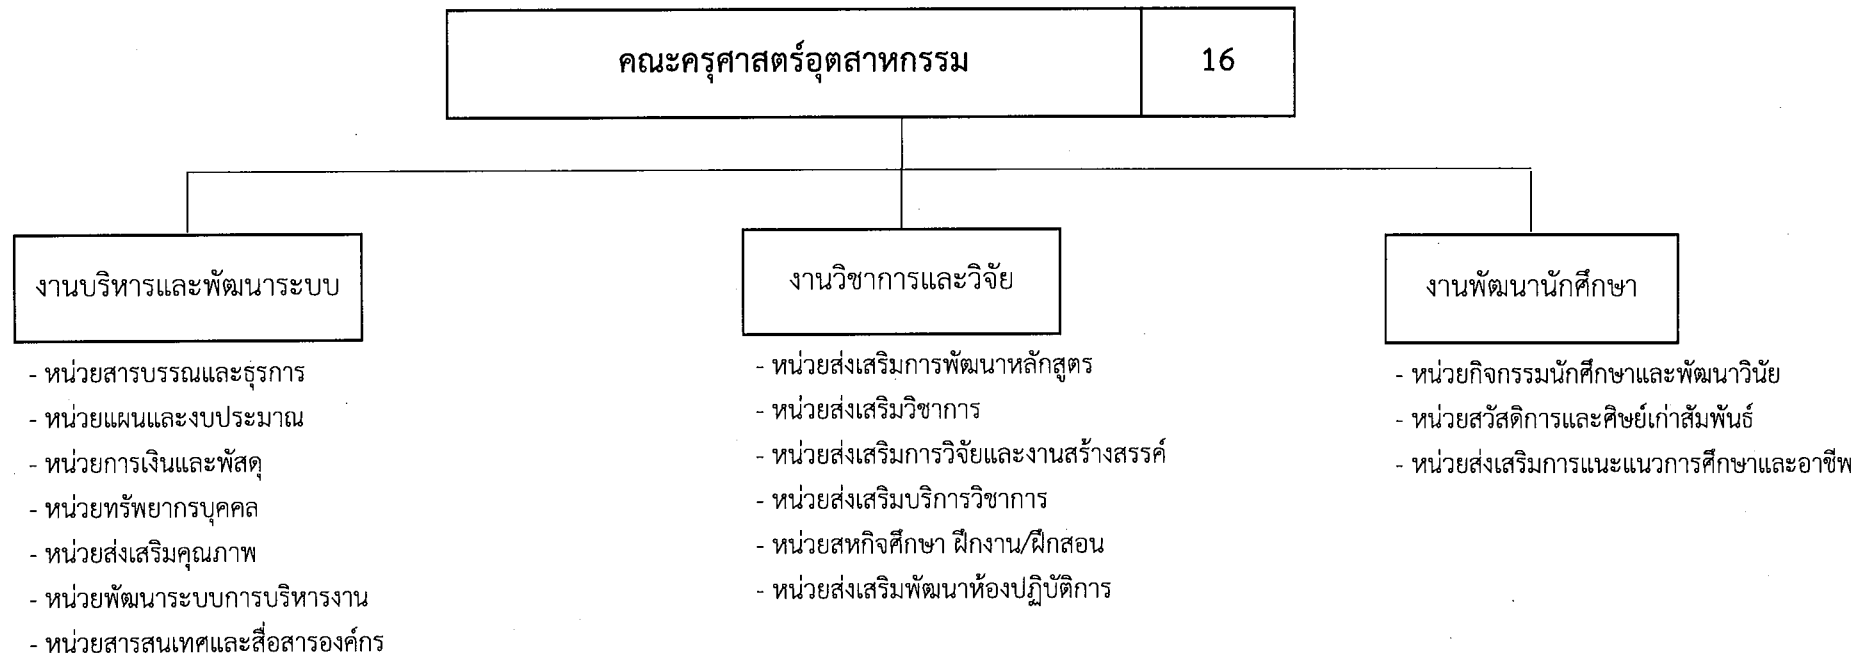 คณะครุศาสตร์อุตสาหกรรม 16
งานบริหารและพัฒนาระบบ
- หน่วยสารบรรณและธุรการ
- หน่วยแผนและงบประมาณ
- หน่วยการเงินและพัสดุ
- หน่วยทรัพยากรบุคคล
- หน่วยส่งเสริมคุณภาพ
- หน่วยพัฒนาระบบการบริหารงาน
- หน่วยสารสนเทศและสื่อสารองค์กร
งานวิชาการและวิจัย
- หน่วยส่งเสริมการพัฒนาหลักสูตร
- หน่วยส่งเสริมวิชาการ
- หน่วยส่งเสริมการวิจัยและงานสร้างสรรค์
- หน่วยส่งเสริมบริการวิชาการ
- หน่วยสหกิจศึกษา ฝึกงาน/ฝึกสอน
- หน่วยส่งเสริมพัฒนาห้องปฏิบัติการ
งานพัฒนานักศึกษา
- หน่วยกิจกรรมนักศึกษาและพัฒนาวินัย
- หน่วยสวัสดิการและศิษย์เก่าสัมพันธ์
- หน่วยส่งเสริมการแนะแนวการศึกษาและอาชีพ